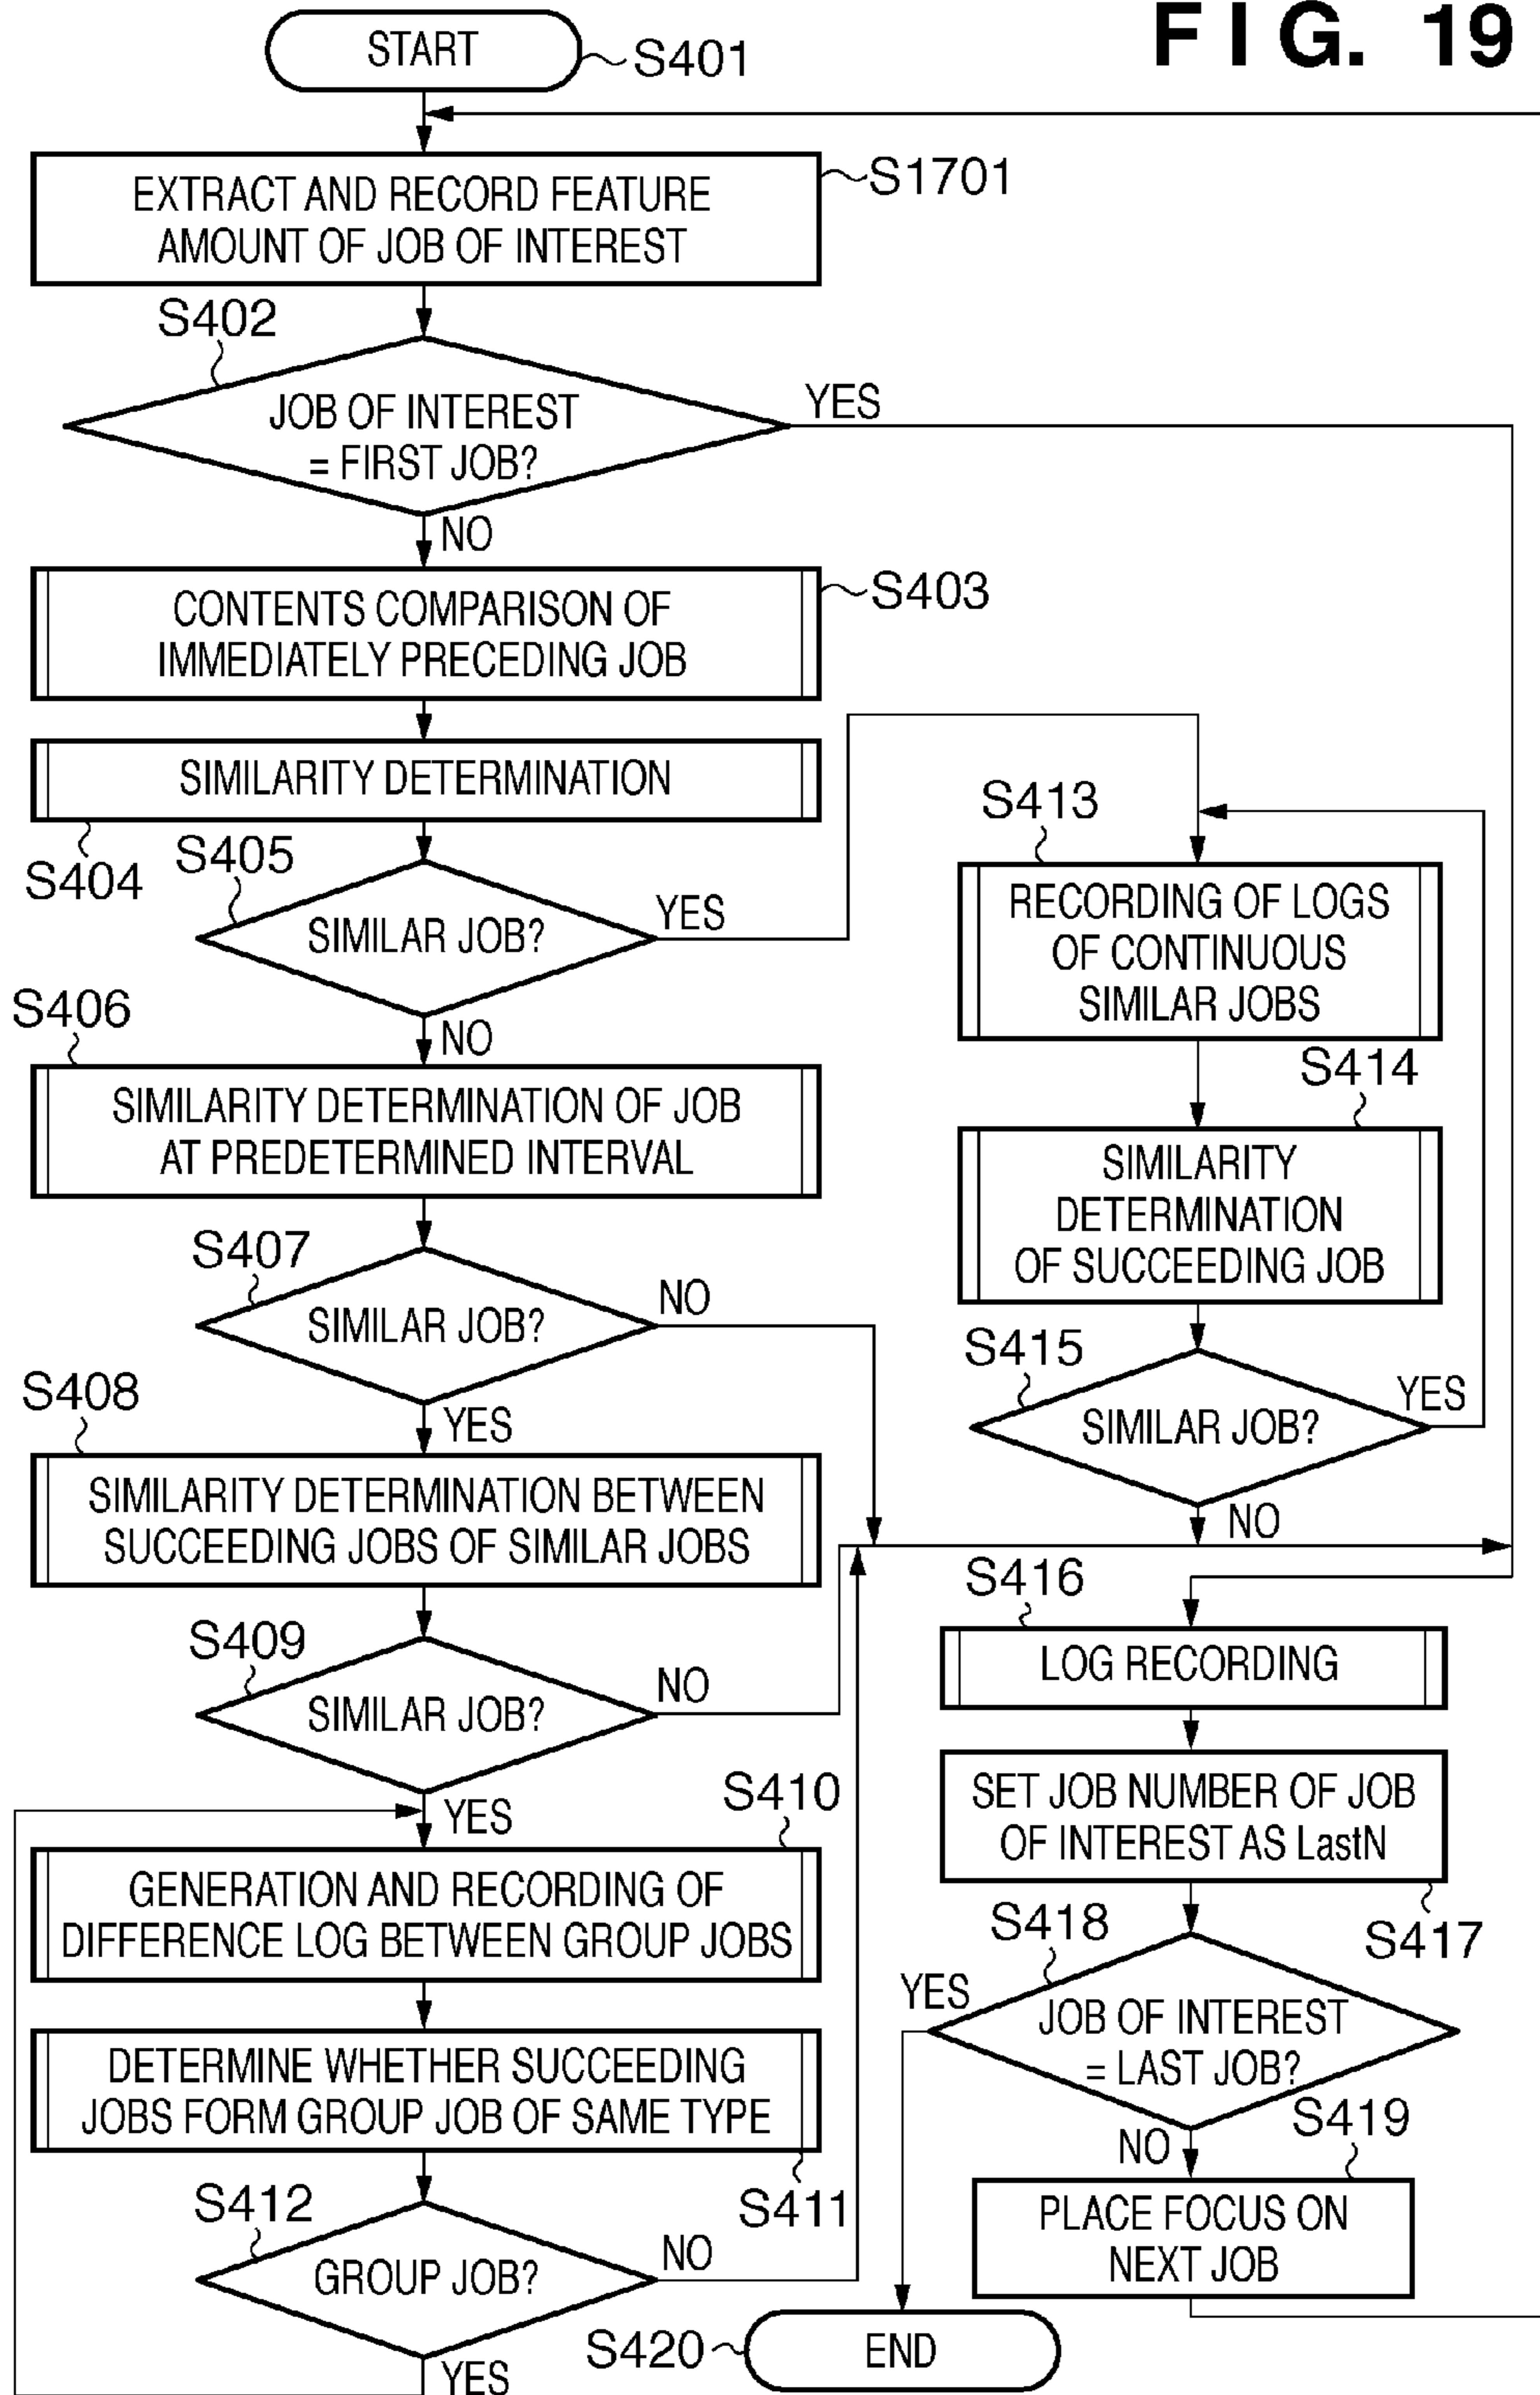 FIG. 19
START
S401
EXTRACT AND RECORD FEATURE
AMOUNT OF JOB OF INTEREST
S1701
S402
JOB OF INTEREST
= FIRST JOB?
YES
NO
CONTENTS COMPARISON OF
IMMEDIATELY PRECEDING JOB
S403
SIMILARITY DETERMINATION
S404
S405
SIMILAR JOB?
YES
NO
S406
SIMILARITY DETERMINATION OF JOB
AT PREDETERMINED INTERVAL
S407
SIMILAR JOB?
NO
YES
S408
SIMILARITY DETERMINATION BETWEEN
SUCCEEDING JOBS OF SIMILAR JOBS
S409
SIMILAR JOB?
NO
YES
S410
GENERATION AND RECORDING OF
DIFFERENCE LOG BETWEEN GROUP JOBS
DETERMINE WHETHER SUCCEEDING
JOBS FORM GROUP JOB OF SAME TYPE
S411
S412
GROUP JOB?
NO
YES
S413
RECORDING OF LOGS
OF CONTINUOUS
SIMILAR JOBS
S414
SIMILARITY
DETERMINATION
OF SUCCEEDING JOB
S415
SIMILAR JOB?
YES
NO
S416
LOG RECORDING
SET JOB NUMBER OF JOB
OF INTEREST AS LastN
S417
S418
JOB OF INTEREST
= LAST JOB?
YES
NO
S419
PLACE FOCUS ON
NEXT JOB
S420
END